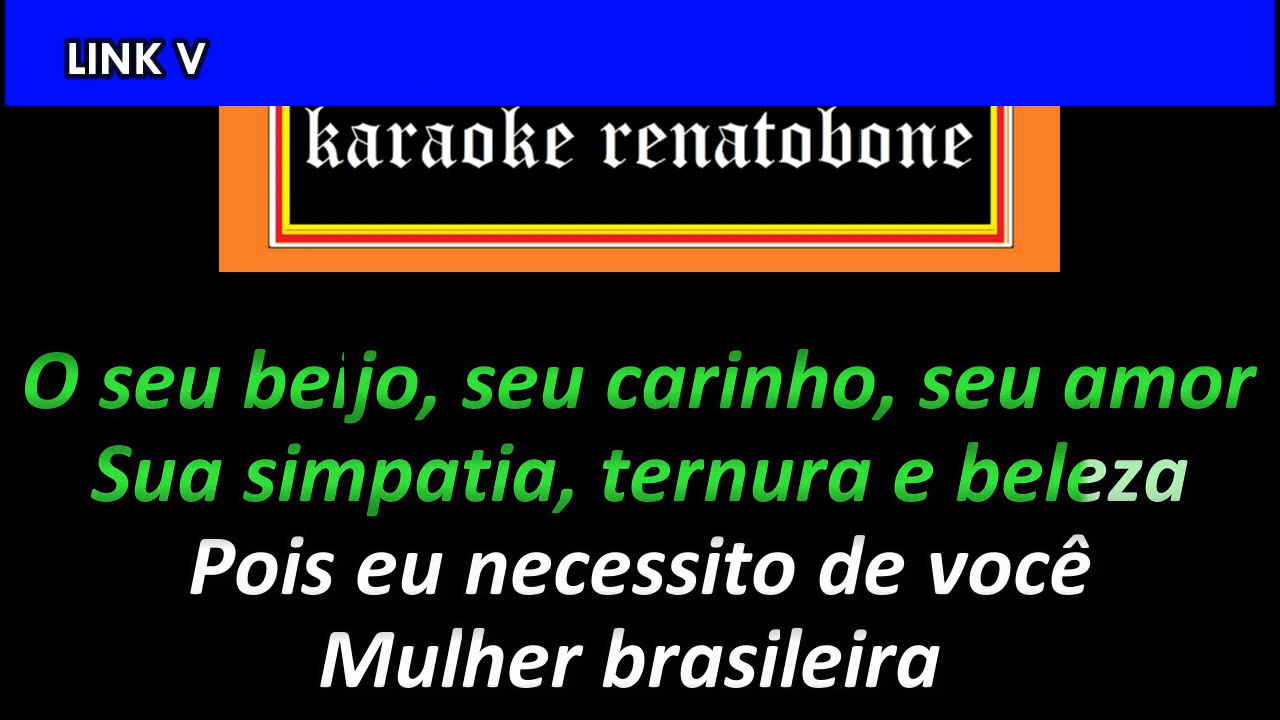 LINK V
karaoke renatobone
O seu beijo, seu carinho, seu amor
Sua simpatia, ternura e beleza
Pois eu necessito de você
Mulher brasileira